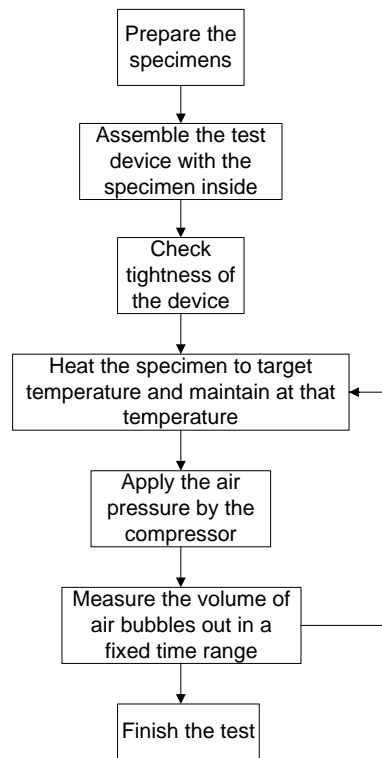 Prepare the
specimens
Assemble the test
device with the
specimen inside
Check
tightness of
the device
Heat the specimen to target
temperature and maintain at that
temperature
Apply the air
pressure by the
compressor
Measure the volume of
air bubbles out in a
fixed time range
Finish the test